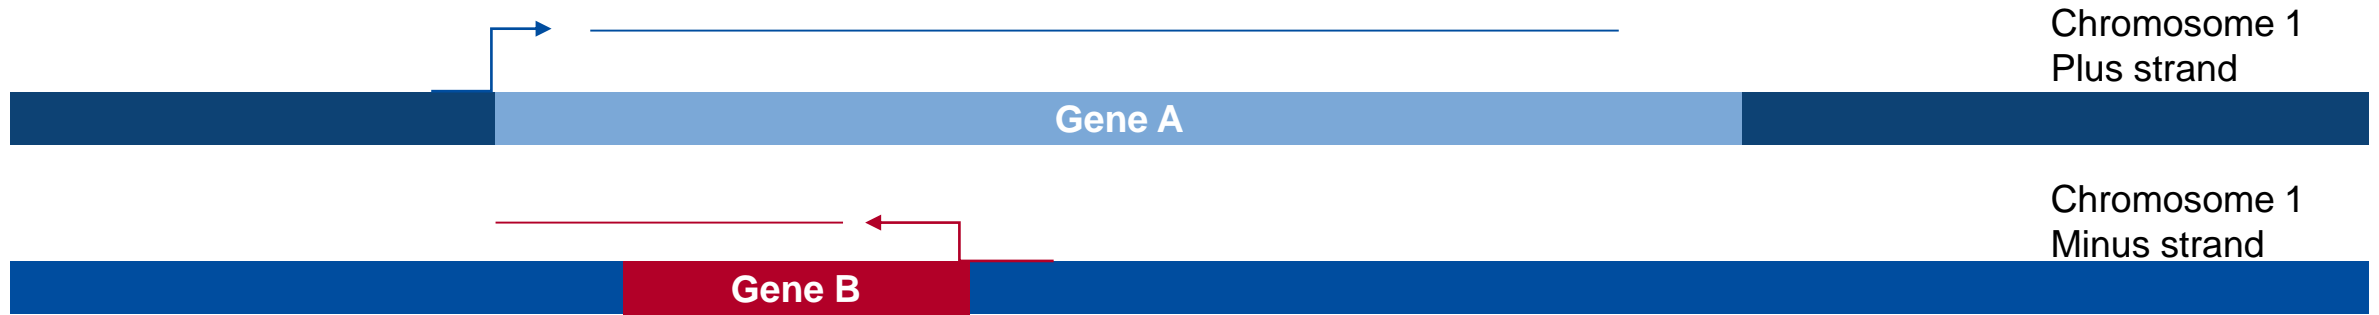 Chromosome 1
Plus strand
Gene A
Chromosome 1
Minus strand
Gene B